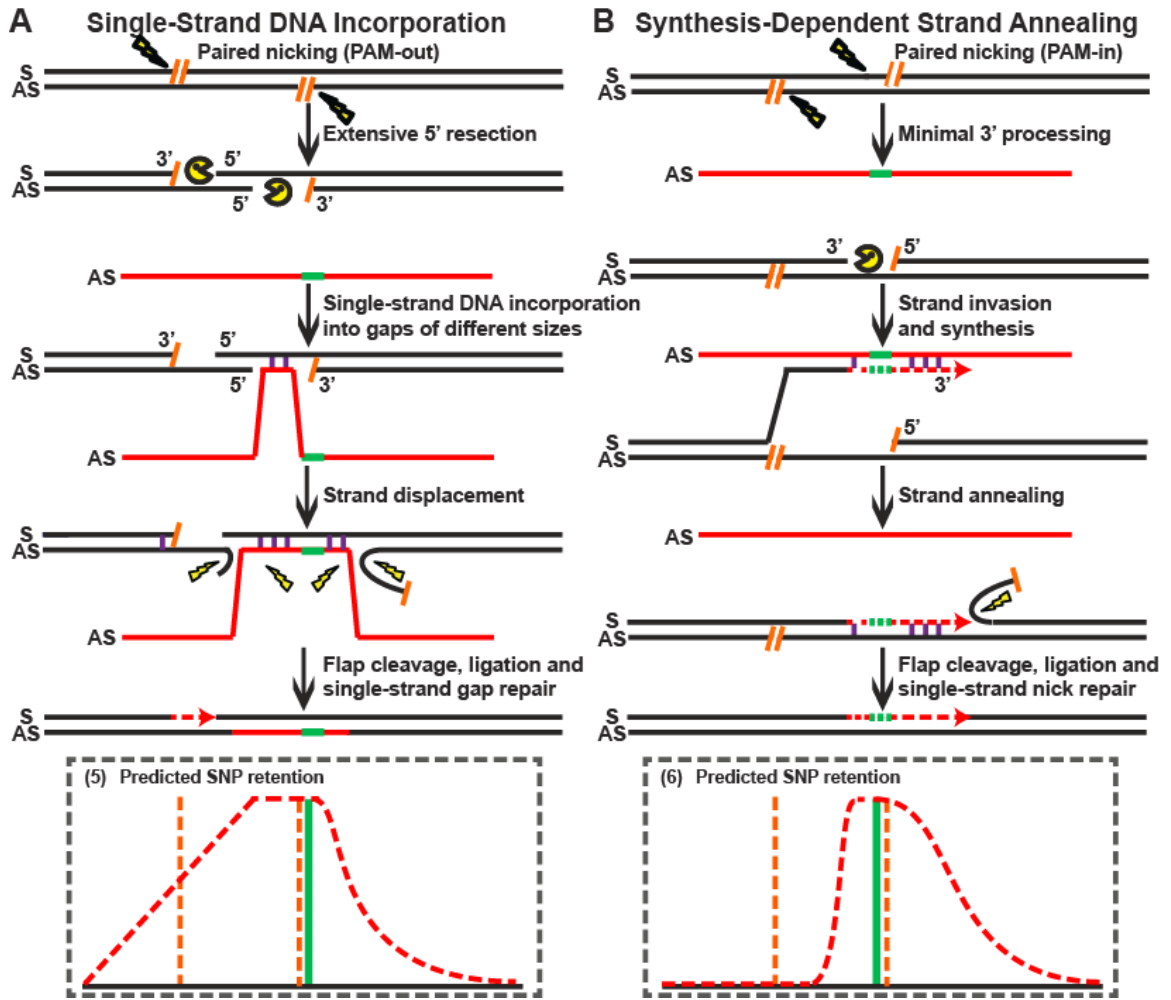 A Single-Strand DNA Incorporation
Paired nicking (PAM-out)
S
AS
Extensive 5' resection
3' 5'
S
AS
5' 3'
AS
Single-strand DNA incorporation
into gaps of different sizes
3' 5'
S
AS
5' 3'
AS
Strand displacement
S
AS
AS
Flap cleavage, ligation and
single-strand gap repair
S
AS
(5) Predicted SNP retention
B Synthesis-Dependent Strand Annealing
Paired nicking (PAM-in)
S
AS
Minimal 3' processing
AS
3' 5'
S
AS
Strand invasion
and synthesis
AS
3'
5'
S
AS
Strand annealing
S
AS
Flap cleavage, ligation and
single-strand nick repair
S
AS
(6) Predicted SNP retention